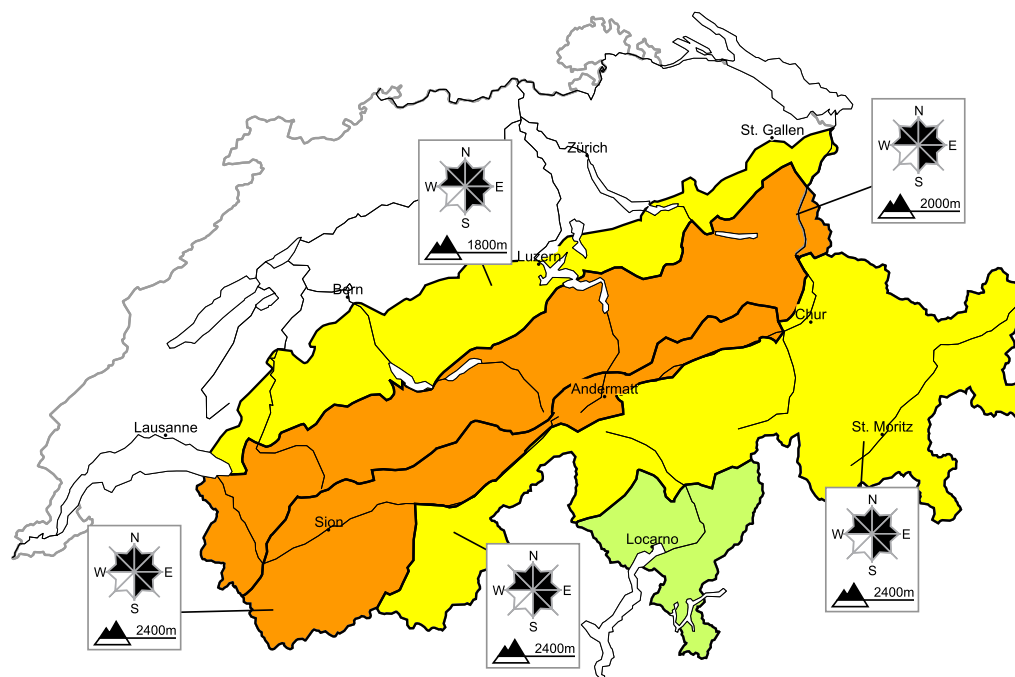 St. Gallen
N
W E
S
2000m
Zürich
N
W E
S
1800m
Luzern
Bern
Chur
Andermatt
Lausanne
St. Moritz
Sion
Locarno
N
W E
S
2400m
N
W E
S
2400m
N
W E
S
2400m